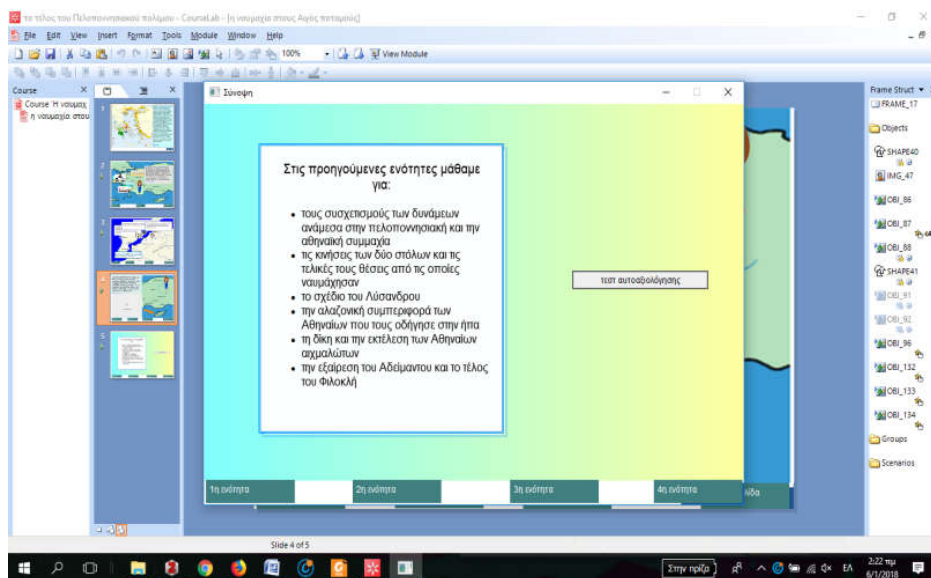 το τέλος του Πελοποννησιακού πολέμου - CourseLab - [η ναυμαχία στους Αιγός ποταμούς]
File Edit View Insert Format Tools Module Window Help
100% View Module
Course
Frame Struct
Course 'Η ναυμαχ
η ναυμαχία στου
Σύνοψη
FRAME_17
Objects
SHAPE40
IMG_47
OBJ_86
OBJ_87
OBJ_88
SHAPE41
OBJ_91
OBJ_92
OBJ_96
OBJ_132
OBJ_133
OBJ_134
Groups
Scenarios
1
2
3
4
5
Στις προηγούμενες ενότητες μάθαμε
για:
• τους συσχετισμούς των δυνάμεων
ανάμεσα στην πελοποννησιακή και την
αθηναϊκή συμμαχία
• τις κινήσεις των δύο στόλων και τις
τελικές τους θέσεις από τις οποίες
ναυμάχησαν
• το σχέδιο του Λύσανδρου
• την αλαζονική συμπεριφορά των
Αθηναίων που τους οδήγησε στην ήττα
• τη δίκη και την εκτέλεση των Αθηναίων
αιχμαλώτων
• την εξαίρεση του Αδείμαντου και το τέλος
του Φιλοκλή
τεστ αυτοαξιολόγησης
1η ενότητα 2η ενότητα 3η ενότητα 4η ενότητα
λίδα
Slide 4 of 5
Στην πρίζα ΕΛ 2:22 πμ
6/1/2018